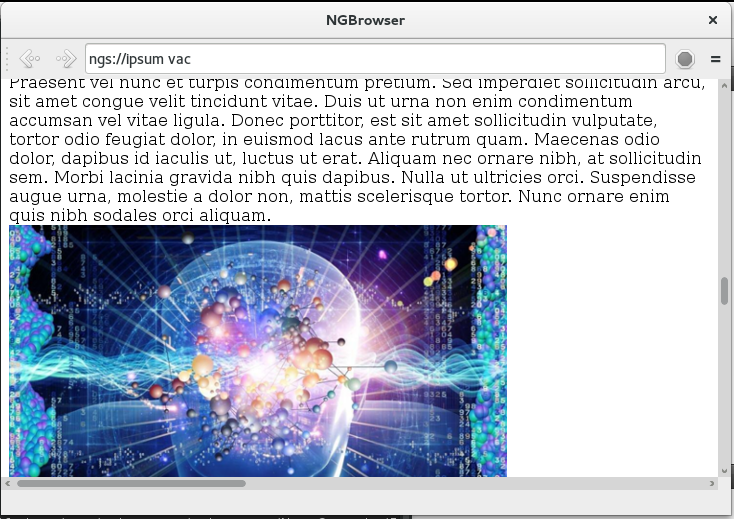 NGBrowser
ngs://ipsum vac
Praesent vel nunc et turpis condimentum pretium. Sed imperdiet sollicitudin arcu,
sit amet congue velit tincidunt vitae. Duis ut urna non enim condimentum
accumsan vel vitae ligula. Donec porttitor, est sit amet sollicitudin vulputate,
tortor odio feugiat dolor, in euismod lacus ante rutrum quam. Maecenas odio
dolor, dapibus id iaculis ut, luctus ut erat. Aliquam nec ornare nibh, at sollicitudin
sem. Morbi lacinia gravida nibh quis dapibus. Nulla ut ultricies orci. Suspendisse
augue urna, molestie a dolor non, mattis scelerisque tortor. Nunc ornare enim
quis nibh sodales orci aliquam.